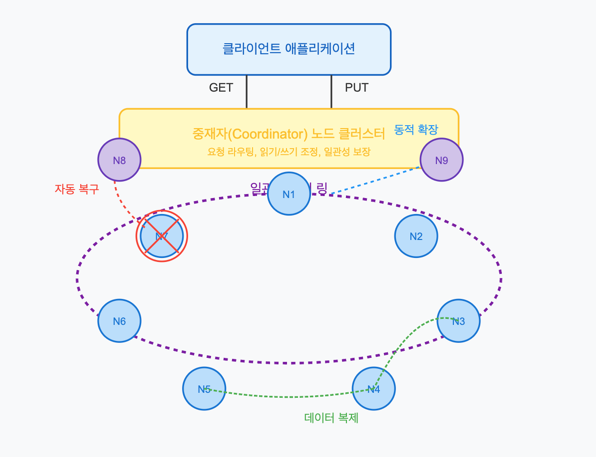 클라이언트 애플리케이션
GET
PUT
중재자(Coordinator) 노드 클러스터
동적 확장
요청 라우팅, 읽기/쓰기 조정, 일관성 보장
N8
N9
자동 복구
링
N1
N7
N2
N6
N3
N5
N4
데이터 복제